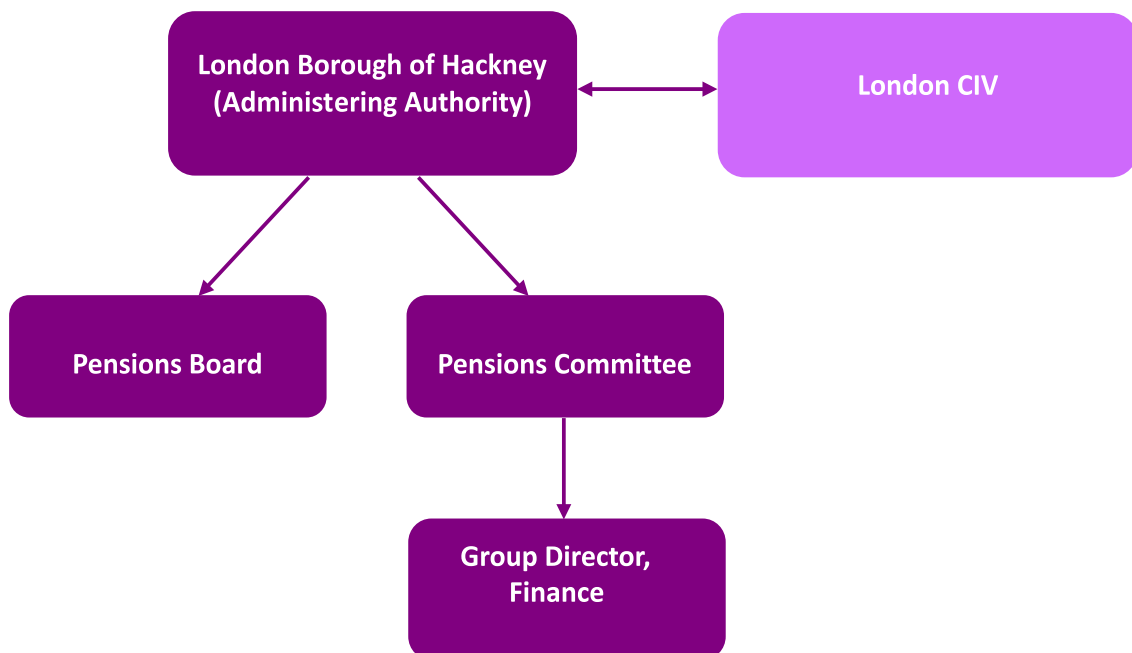 London Borough of Hackney
(Administering Authority)
London CIV
Pensions Board
Pensions Committee
Group Director,
Finance